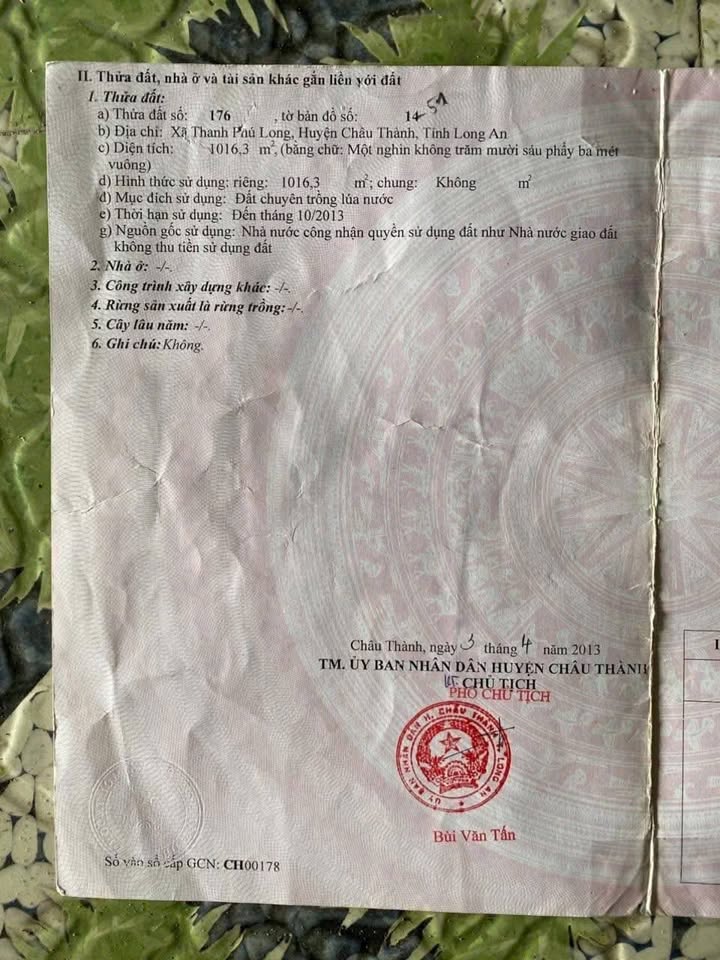 II. Thửa đất, nhà ở và tài sản khác gắn liền với đất
1. Thửa đất:
a) Thửa đất số: 176 , tờ bản đồ số: 14 51
b) Địa chỉ: Xã Thanh Phú Long, Huyện Châu Thành, Tỉnh Long An
c) Diện tích: 1016,3 m², (bằng chữ: Một nghìn không trăm mười sáu phẩy ba mét
vuông)
d) Hình thức sử dụng: riêng: 1016,3 m²; chung: Không m²
đ) Mục đích sử dụng: Đất chuyên trồng lúa nước
e) Thời hạn sử dụng: Đến tháng 10/2013
g) Nguồn gốc sử dụng: Nhà nước công nhận quyền sử dụng đất như Nhà nước giao đất
không thu tiền sử dụng đất
2. Nhà ở: -/-.
3. Công trình xây dựng khác: -/-.
4. Rừng sản xuất là rừng trồng: -/-.
5. Cây lâu năm: -/-.
6. Ghi chú: Không.
Châu Thành, ngày 3 tháng 4 năm 2013
TM. ỦY BAN NHÂN DÂN HUYỆN CHÂU THÀNH
KT CHỦ TỊCH
PHÓ CHỦ TỊCH
ỦY BAN NHÂN DÂN H. CHÂU THÀNH
LONG AN
Bùi Văn Tấn
Số vào sổ cấp GCN: CH00178